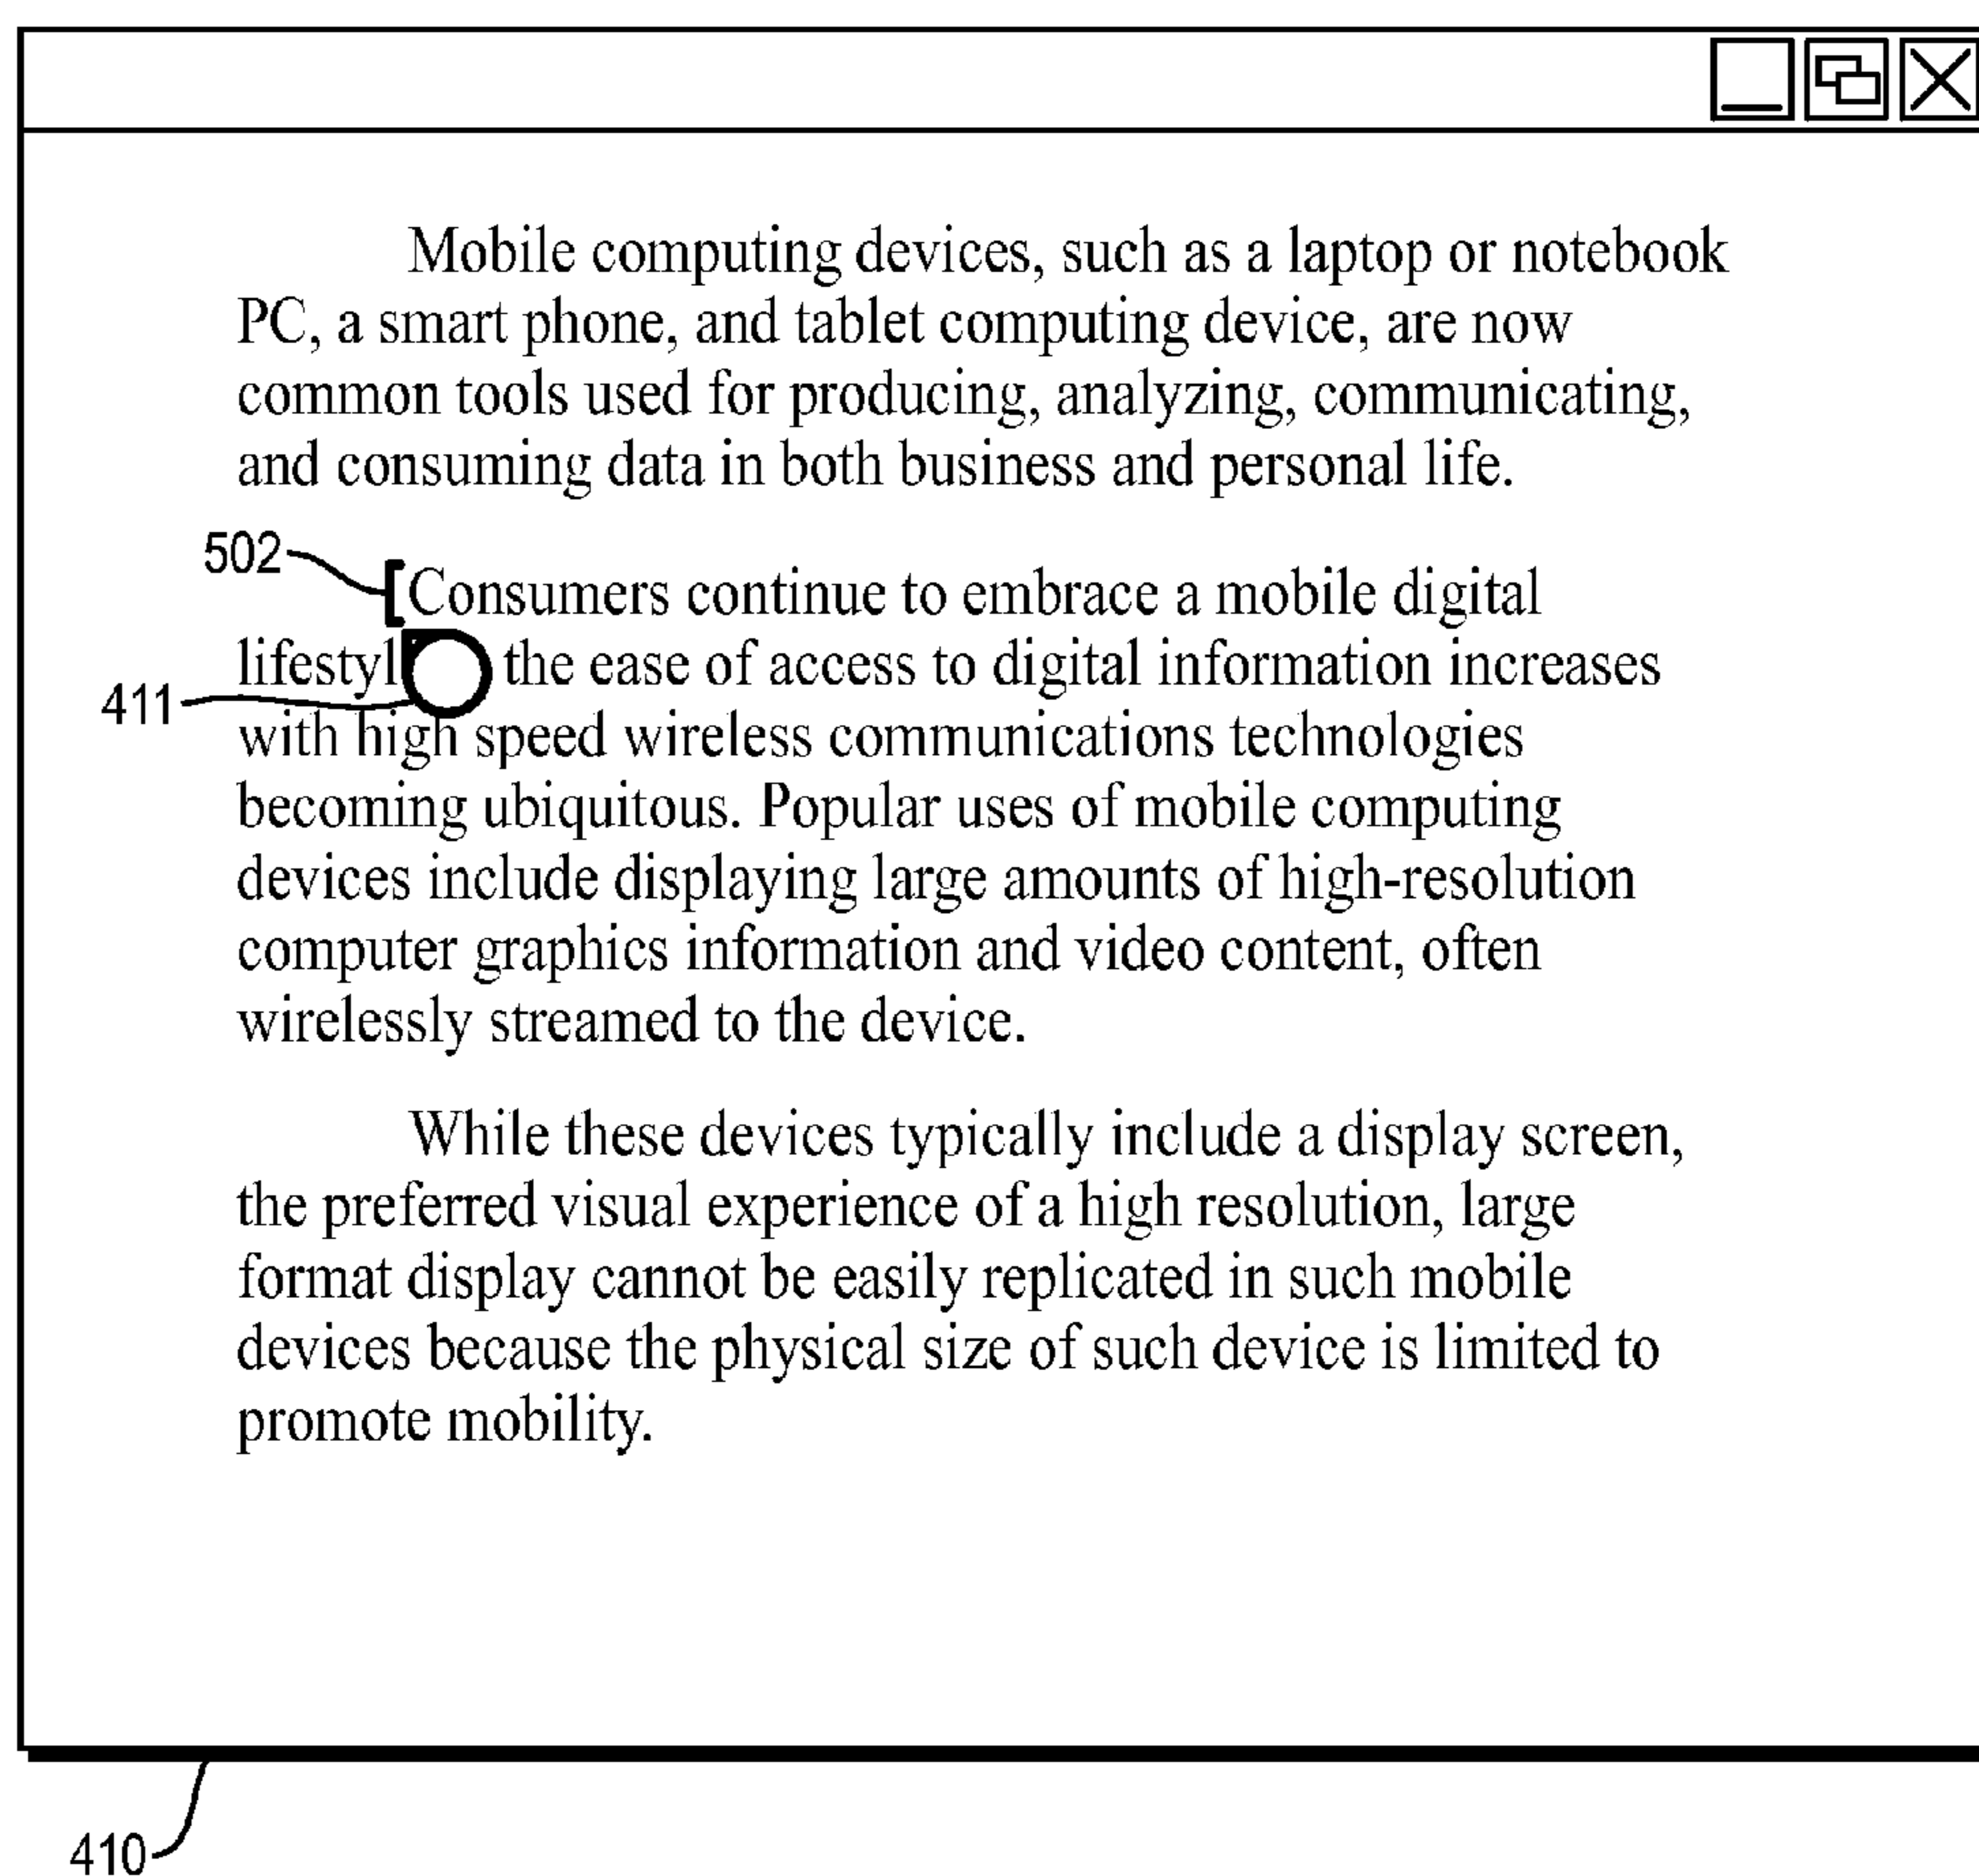 Mobile computing devices, such as a laptop or notebook
PC, a smart phone, and tablet computing device, are now
common tools used for producing, analyzing, communicating,
and consuming data in both business and personal life.
502
[Consumers continue to embrace a mobile digital
lifestyl the ease of access to digital information increases
411
with high speed wireless communications technologies
becoming ubiquitous. Popular uses of mobile computing
devices include displaying large amounts of high-resolution
computer graphics information and video content, often
wirelessly streamed to the device.
While these devices typically include a display screen,
the preferred visual experience of a high resolution, large
format display cannot be easily replicated in such mobile
devices because the physical size of such device is limited to
promote mobility.
410